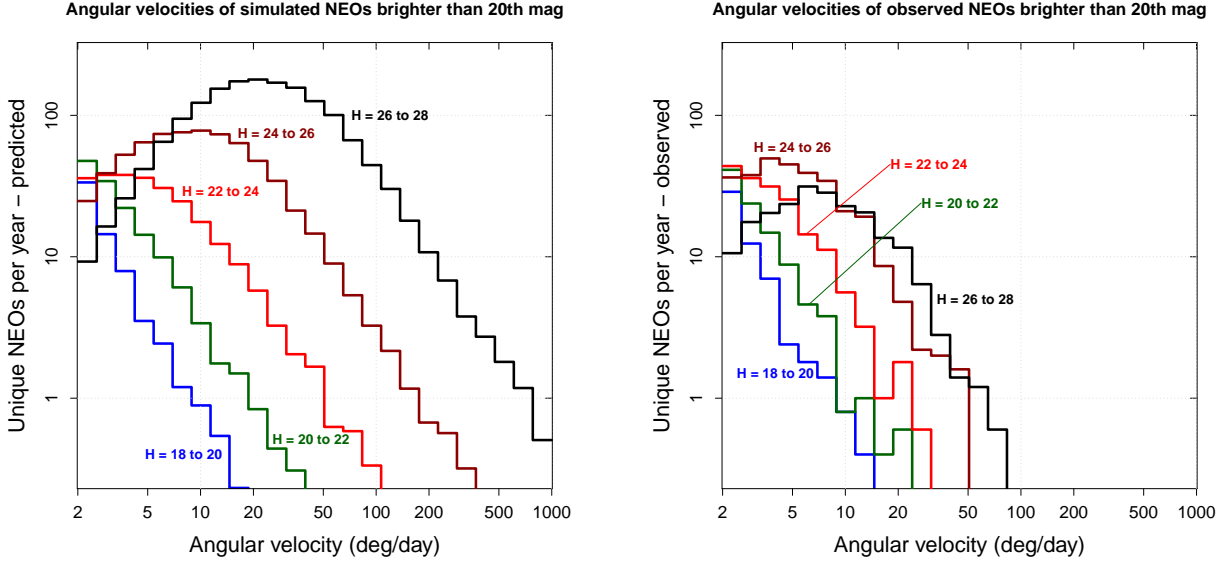 Angular velocities of simulated NEOs brighter than 20th mag
Unique NEOs per year − predicted
100
10
1
H = 26 to 28
H = 24 to 26
H = 22 to 24
H = 20 to 22
H = 18 to 20
2 5 10 20 50 100 200 500 1000
Angular velocity (deg/day)
Angular velocities of observed NEOs brighter than 20th mag
Unique NEOs per year − observed
100
10
1
H = 24 to 26
H = 22 to 24
H = 20 to 22
H = 26 to 28
H = 18 to 20
2 5 10 20 50 100 200 500 1000
Angular velocity (deg/day)